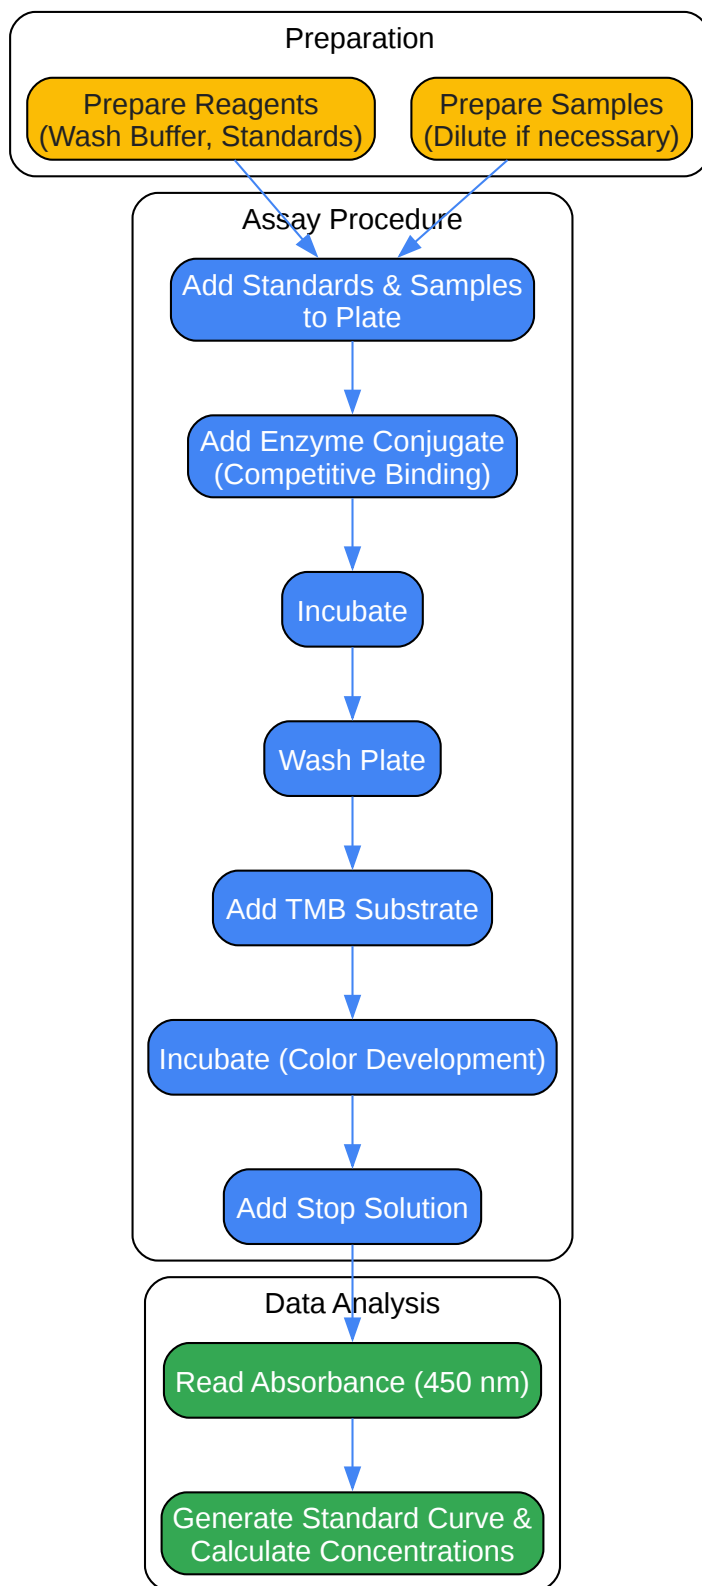 Preparation
Prepare Reagents
(Wash Buffer, Standards)
Prepare Samples
(Dilute if necessary)
Assay Procedure
Add Standards & Samples
to Plate
Add Enzyme Conjugate
(Competitive Binding)
Incubate
Wash Plate
Add TMB Substrate
Incubate (Color Development)
Add Stop Solution
Data Analysis
Read Absorbance (450 nm)
Generate Standard Curve &
Calculate Concentrations